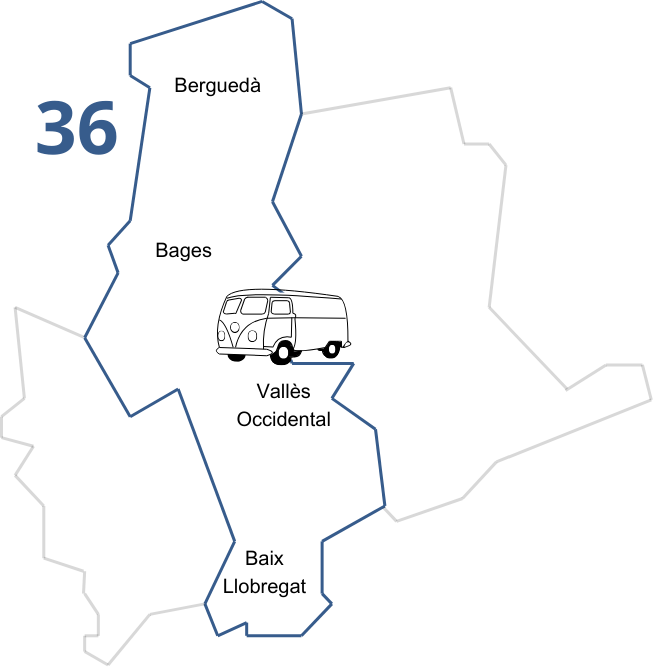 Berguedà
36
Bages
Vallès
Occidental
Baix
Llobregat